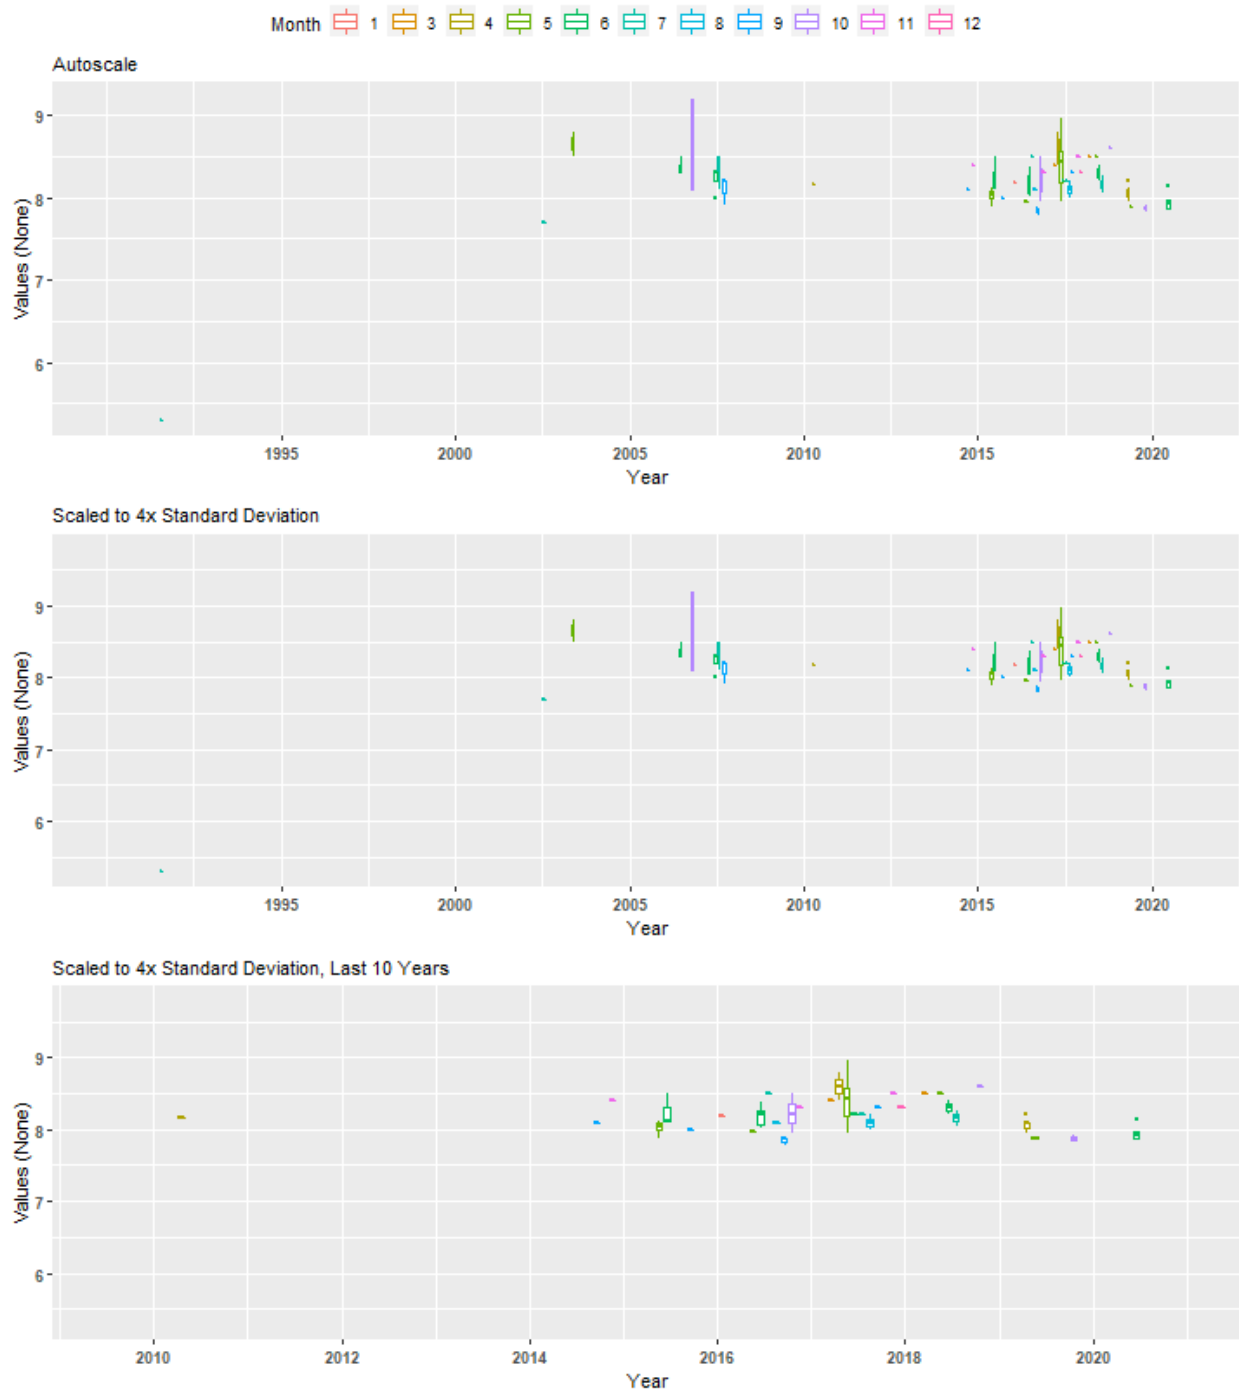 Month 1 3 4 5 6 7 8 9 10 11 12
Autoscale
Values (None)
9
8
7
6
1995 2000 2005 2010 2015 2020
Year
Scaled to 4x Standard Deviation
Values (None)
9
8
7
6
1995 2000 2005 2010 2015 2020
Year
Scaled to 4x Standard Deviation, Last 10 Years
Values (None)
9
8
7
6
2010 2012 2014 2016 2018 2020
Year